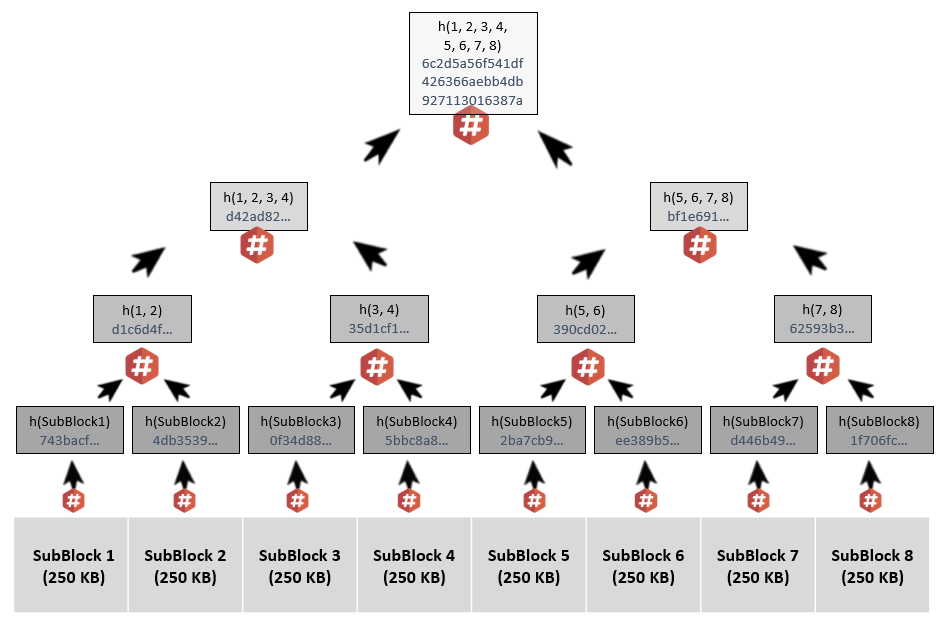 h(1, 2, 3, 4,
5, 6, 7, 8)
6c2d5a56f541df
426366aebb4db
927113016387a
#
h(1, 2, 3, 4)
d42ad82...
#
h(5, 6, 7, 8)
bf1e691...
#
h(1, 2)
d1c6d4f...
#
h(3, 4)
35d1cf1...
#
h(5, 6)
390cd02...
#
h(7, 8)
62593b3...
#
h(SubBlock1)
743bacf...
h(SubBlock2)
4db3539...
h(SubBlock3)
0f34d88...
h(SubBlock4)
5bbc8a8...
h(SubBlock5)
2ba7cb9...
h(SubBlock6)
ee389b5...
h(SubBlock7)
d446b49...
h(SubBlock8)
1f706fc...
#
#
#
#
#
#
#
#
SubBlock 1
(250 KB)
SubBlock 2
(250 KB)
SubBlock 3
(250 KB)
SubBlock 4
(250 KB)
SubBlock 5
(250 KB)
SubBlock 6
(250 KB)
SubBlock 7
(250 KB)
SubBlock 8
(250 KB)